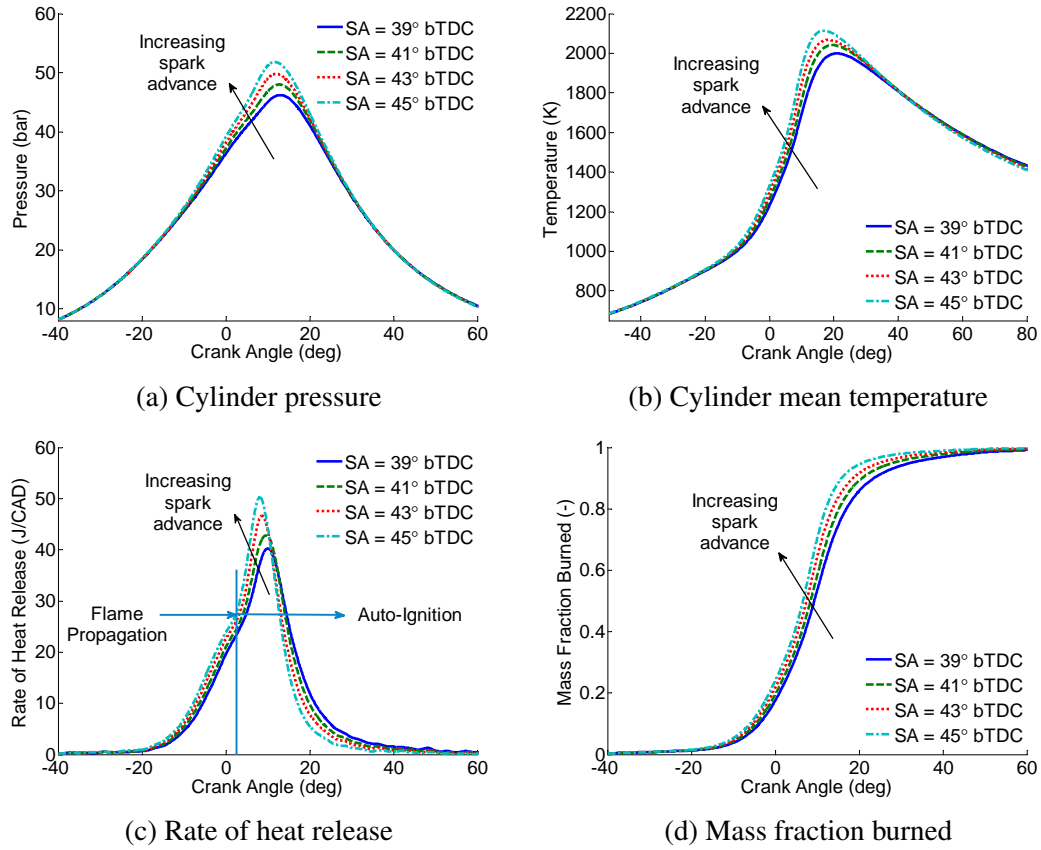 60
50
40
30
20
10
Pressure (bar)
-40
-20
0
20
40
60
Crank Angle (deg)
Increasing
spark
advance
SA = 39° bTDC
SA = 41° bTDC
SA = 43° bTDC
SA = 45° bTDC
(a) Cylinder pressure
2200
2000
1800
1600
1400
1200
1000
800
Temperature (K)
-40
-20
0
20
40
60
80
Crank Angle (deg)
Increasing
spark
advance
SA = 39° bTDC
SA = 41° bTDC
SA = 43° bTDC
SA = 45° bTDC
(b) Cylinder mean temperature
60
50
40
30
20
10
0
Rate of Heat Release (J/CAD)
-40
-20
0
20
40
60
Crank Angle (deg)
Increasing
spark
advance
SA = 39° bTDC
SA = 41° bTDC
SA = 43° bTDC
SA = 45° bTDC
Flame
Propagation
Auto-Ignition
(c) Rate of heat release
1
0.8
0.6
0.4
0.2
0
Mass Fraction Burned (-)
-40
-20
0
20
40
60
Crank Angle (deg)
Increasing
spark
advance
SA = 39° bTDC
SA = 41° bTDC
SA = 43° bTDC
SA = 45° bTDC
(d) Mass fraction burned